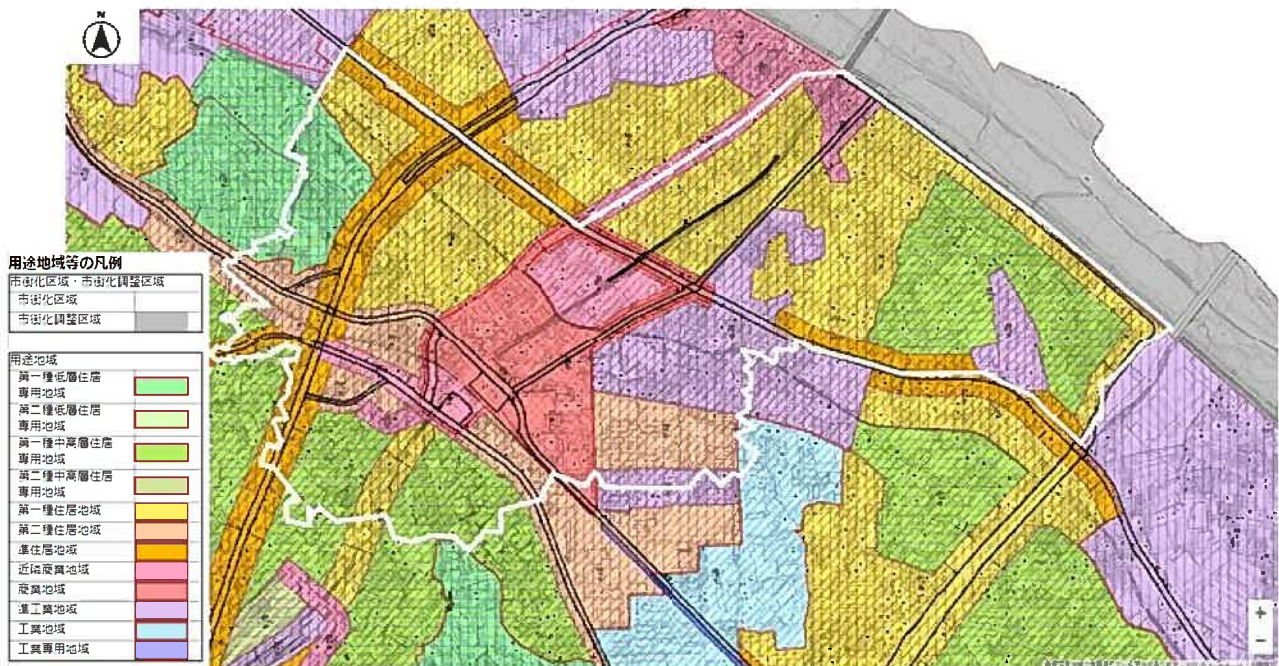 N
用途地域等の凡例
市街化区域・市街化調整区域
市街化区域
市街化調整区域
用途地域
第一種低層住居
専用地域
第二種低層住居
専用地域
第一種中高層住居
専用地域
第二種中高層住居
専用地域
第一種住居地域
第二種住居地域
準住居地域
近隣商業地域
商業地域
準工業地域
工業地域
工業専用地域
+
−